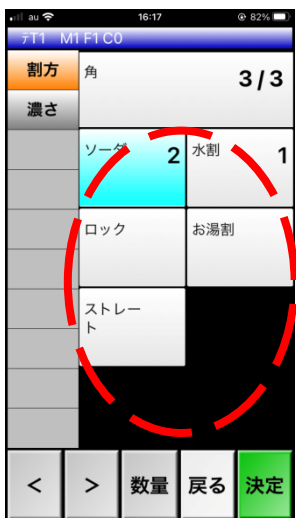 au 16:17 82%
テT1 M1 F1 C0
割方
角
3/3
濃さ
ソーダ 2
水割 1
ロック
お湯割
ストレー
ト
< > 数量 戻る 決定